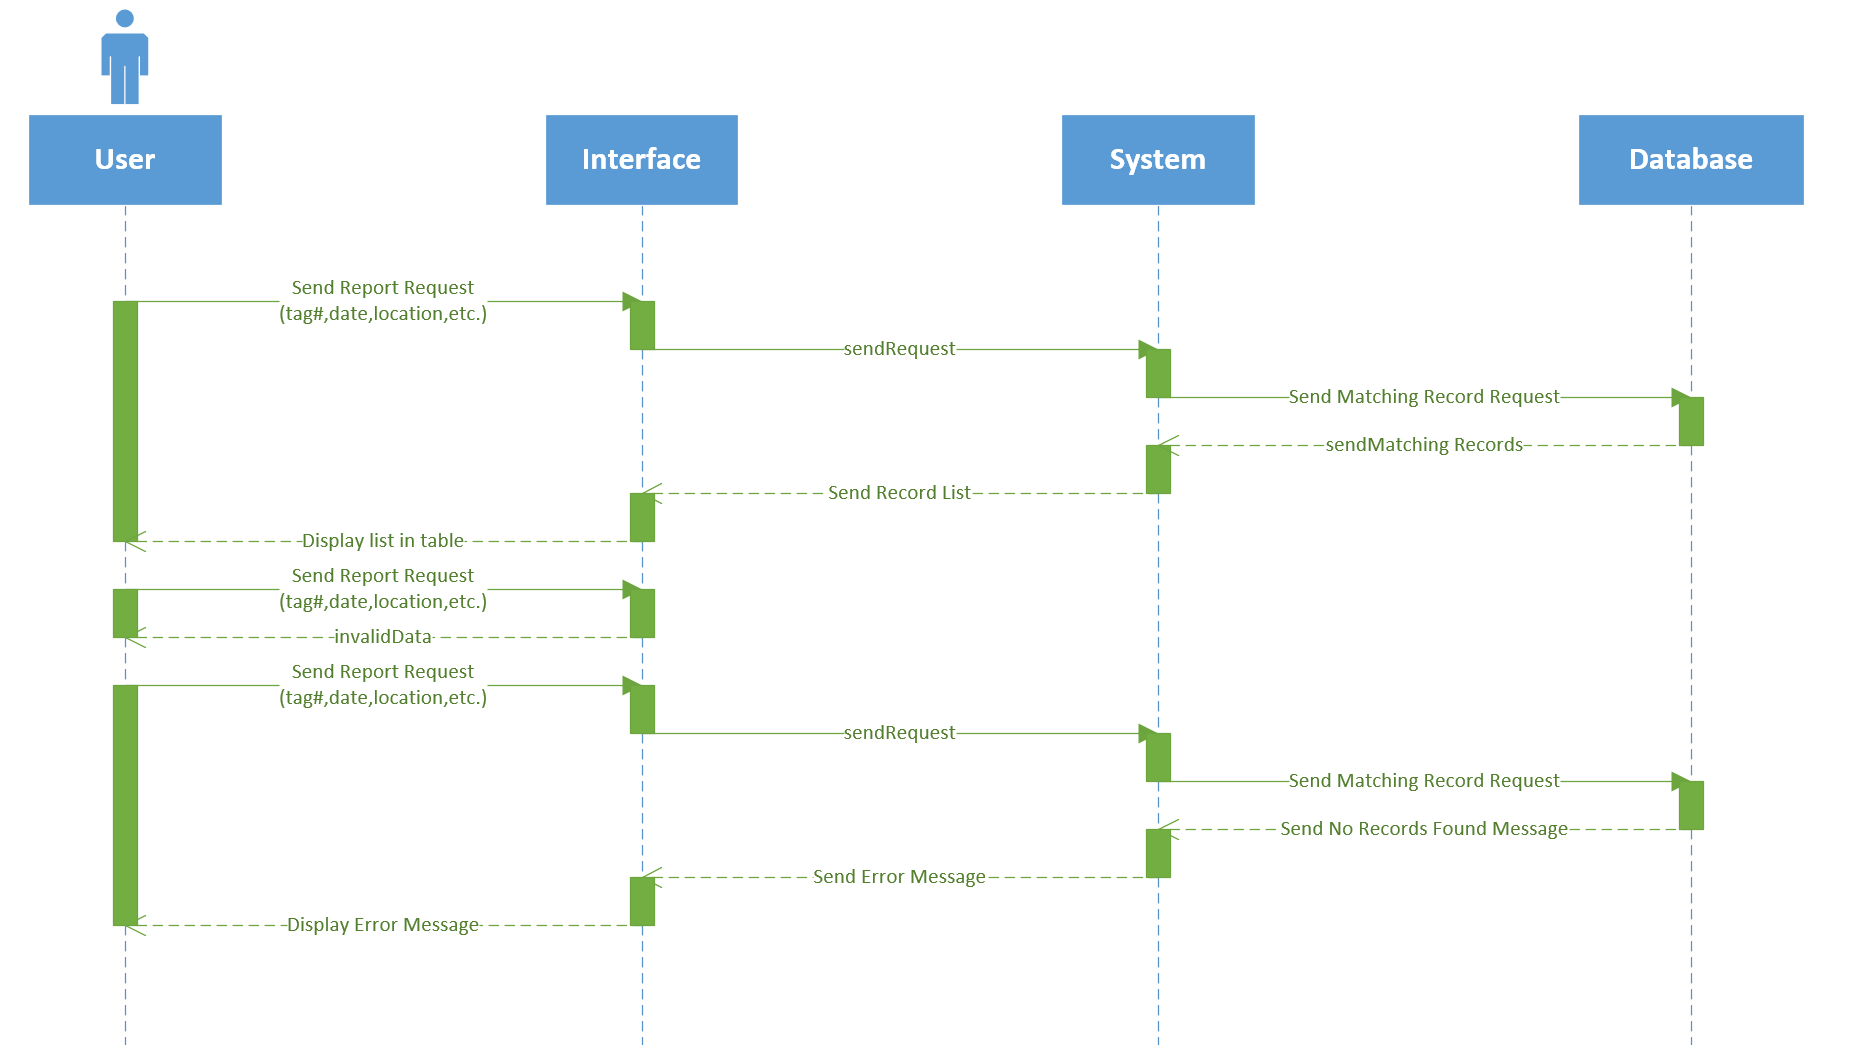 User
Interface
System
Database
Send Report Request
(tag#,date,location,etc.)
sendRequest
Send Matching Record Request
sendMatching Records
Send Record List
Display list in table
Send Report Request
(tag#,date,location,etc.)
invalidData
Send Report Request
(tag#,date,location,etc.)
sendRequest
Send Matching Record Request
Send No Records Found Message
Send Error Message
Display Error Message